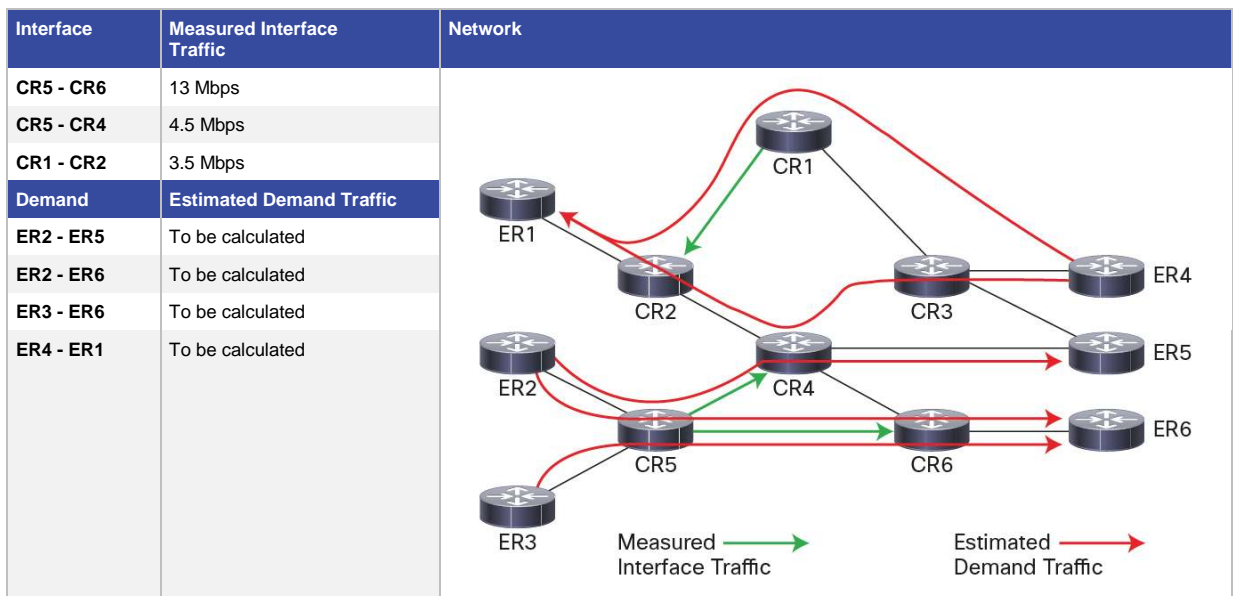 Interface Measured Interface Traffic Network
CR5 - CR6 13 Mbps
CR5 - CR4 4.5 Mbps
CR1 - CR2 3.5 Mbps
Demand Estimated Demand Traffic
ER2 - ER5 To be calculated
ER2 - ER6 To be calculated
ER3 - ER6 To be calculated
ER4 - ER1 To be calculated
CR1
ER1
CR2
CR3
ER4
ER2
CR4
ER5
CR5
CR6
ER6
ER3
Measured
Interface Traffic
Estimated
Demand Traffic